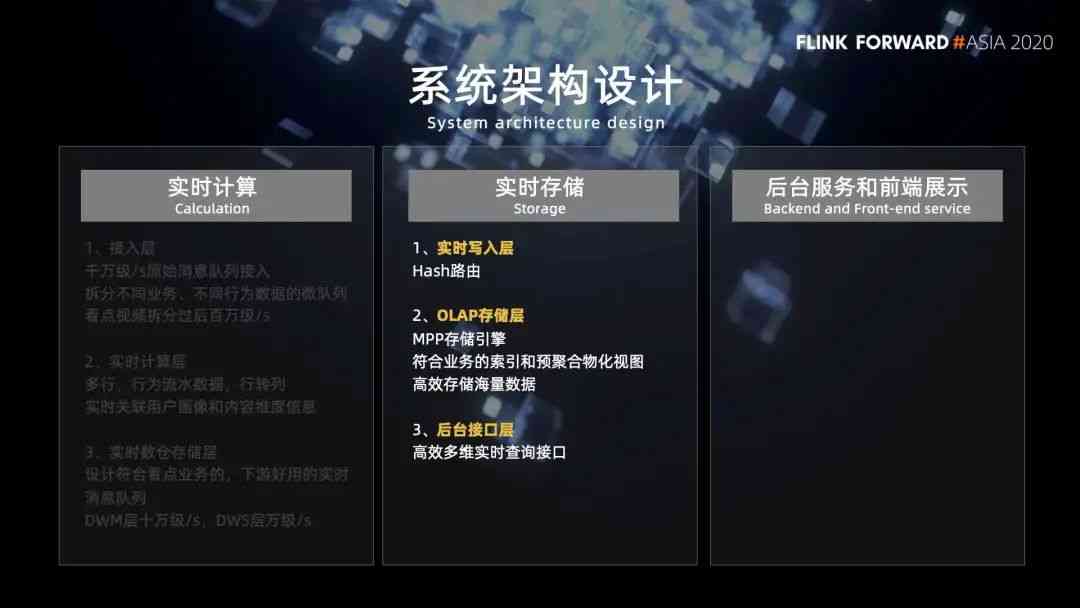 FLINK FORWARD #ASIA 2020
系统架构设计
System architecture design
实时计算
Calculation
1、接入层
千万级/s原始消息队列接入
拆分不同业务、不同行为数据的微队列
看点视频拆分过后百万级/s
2、实时计算层
多行、行为流水数据，行转列
实时关联用户画像和内容维度信息
3、实时数仓存储层
设计符合看点业务的，下游好用的实时
消息队列
DWM层十万级/s，DWS层万级/s
实时存储
Storage
1、实时写入层
Hash路由
2、OLAP存储层
MPP存储引擎
符合业务的索引和预聚合物化视图
高效存储海量数据
3、后台接口层
高效多维实时查询接口
后台服务和前端展示
Backend and Front-end service